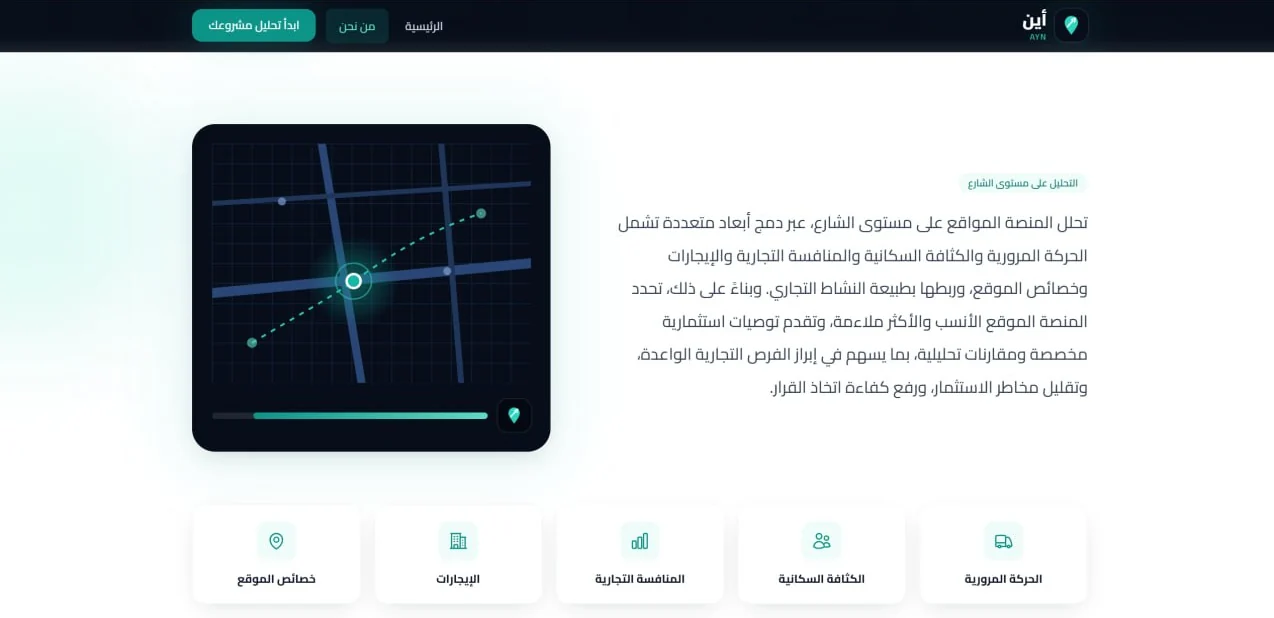 أين
AYN
الرئيسية
من نحن
ابدأ تحليل مشروعك
التحليل على مستوى الشارع
تحلل المنصة المواقع على مستوى الشارع، عبر دمج أبعاد متعددة تشمل
الحركة المرورية والكثافة السكانية والمنافسة التجارية والإيجارات
وخصائص الموقع، وربطها بطبيعة النشاط التجاري. وبناءً على ذلك، تحدد
المنصة الموقع الأنسب والأكثر ملاءمة، وتقدم توصيات استثمارية
مخصصة ومقارنات تحليلية، بما يسهم في إبراز الفرص التجارية الواعدة،
وتقليل مخاطر الاستثمار، ورفع كفاءة اتخاذ القرار.
الحركة المرورية
الكثافة السكانية
المنافسة التجارية
الإيجارات
خصائص الموقع